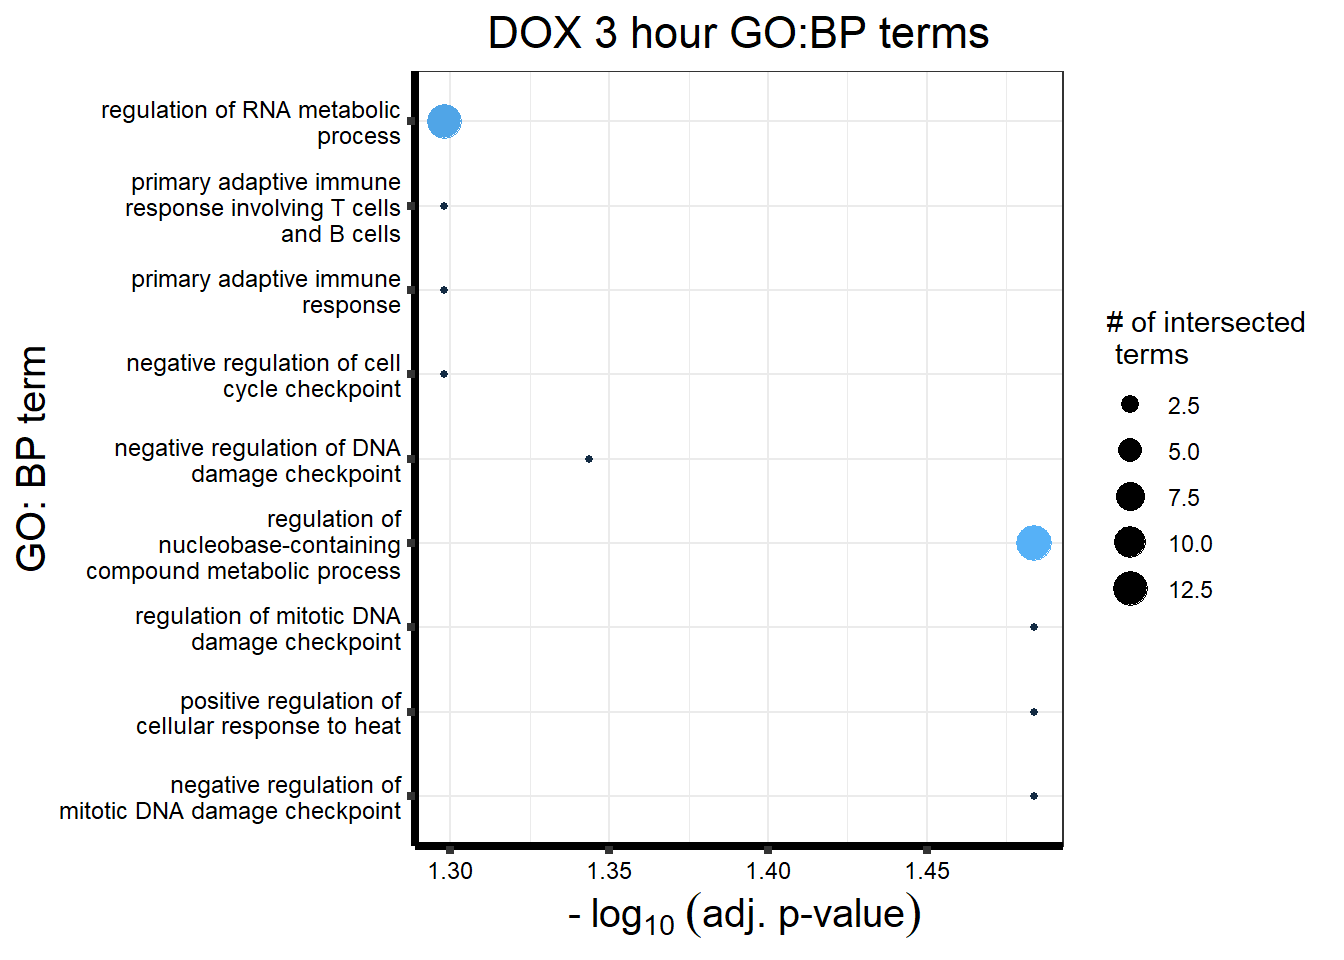 DOX 3 hour GO:BP terms
regulation of RNA metabolic
process
primary adaptive immune
response involving T cells
and B cells
primary adaptive immune
response
negative regulation of cell
cycle checkpoint
negative regulation of DNA
damage checkpoint
regulation of
nucleobase-containing
compound metabolic process
regulation of mitotic DNA
damage checkpoint
positive regulation of
cellular response to heat
negative regulation of
mitotic DNA damage checkpoint
GO: BP term
1.30 1.35 1.40 1.45
- log10 (adj. p-value)
# of intersected
terms
2.5
5.0
7.5
10.0
12.5